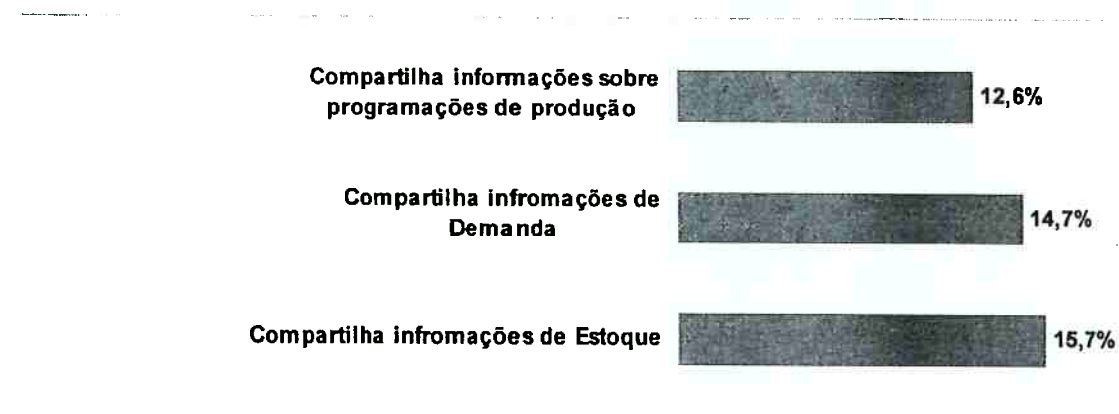 Compartilha informações sobre
programações de produção
12,6%
Compartilha infromações de
Demanda
14,7%
Compartilha infromações de Estoque
15,7%